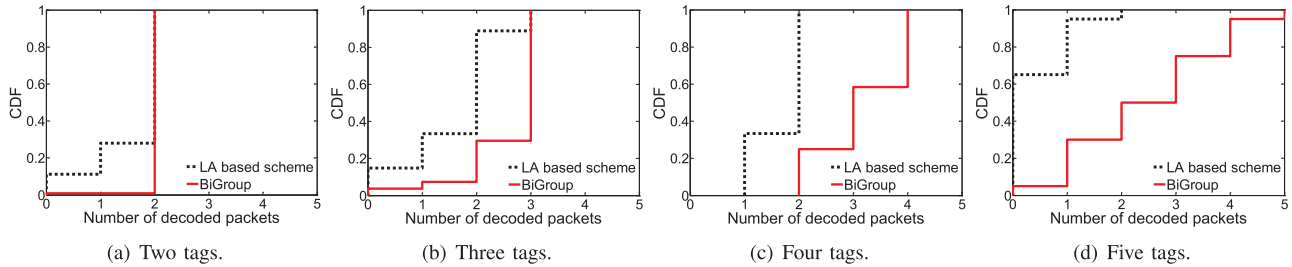 1
0.8
0.6
0.4
0.2
0
CDF
0 1 2 3 4 5
Number of decoded packets
LA based scheme
BiGroup
(a) Two tags.
1
0.8
0.6
0.4
0.2
0
CDF
0 1 2 3 4 5
Number of decoded packets
LA based scheme
BiGroup
(b) Three tags.
1
0.8
0.6
0.4
0.2
0
CDF
0 1 2 3 4 5
Number of decoded packets
LA based scheme
BiGroup
(c) Four tags.
1
0.8
0.6
0.4
0.2
0
CDF
0 1 2 3 4 5
Number of decoded packets
LA based scheme
BiGroup
(d) Five tags.